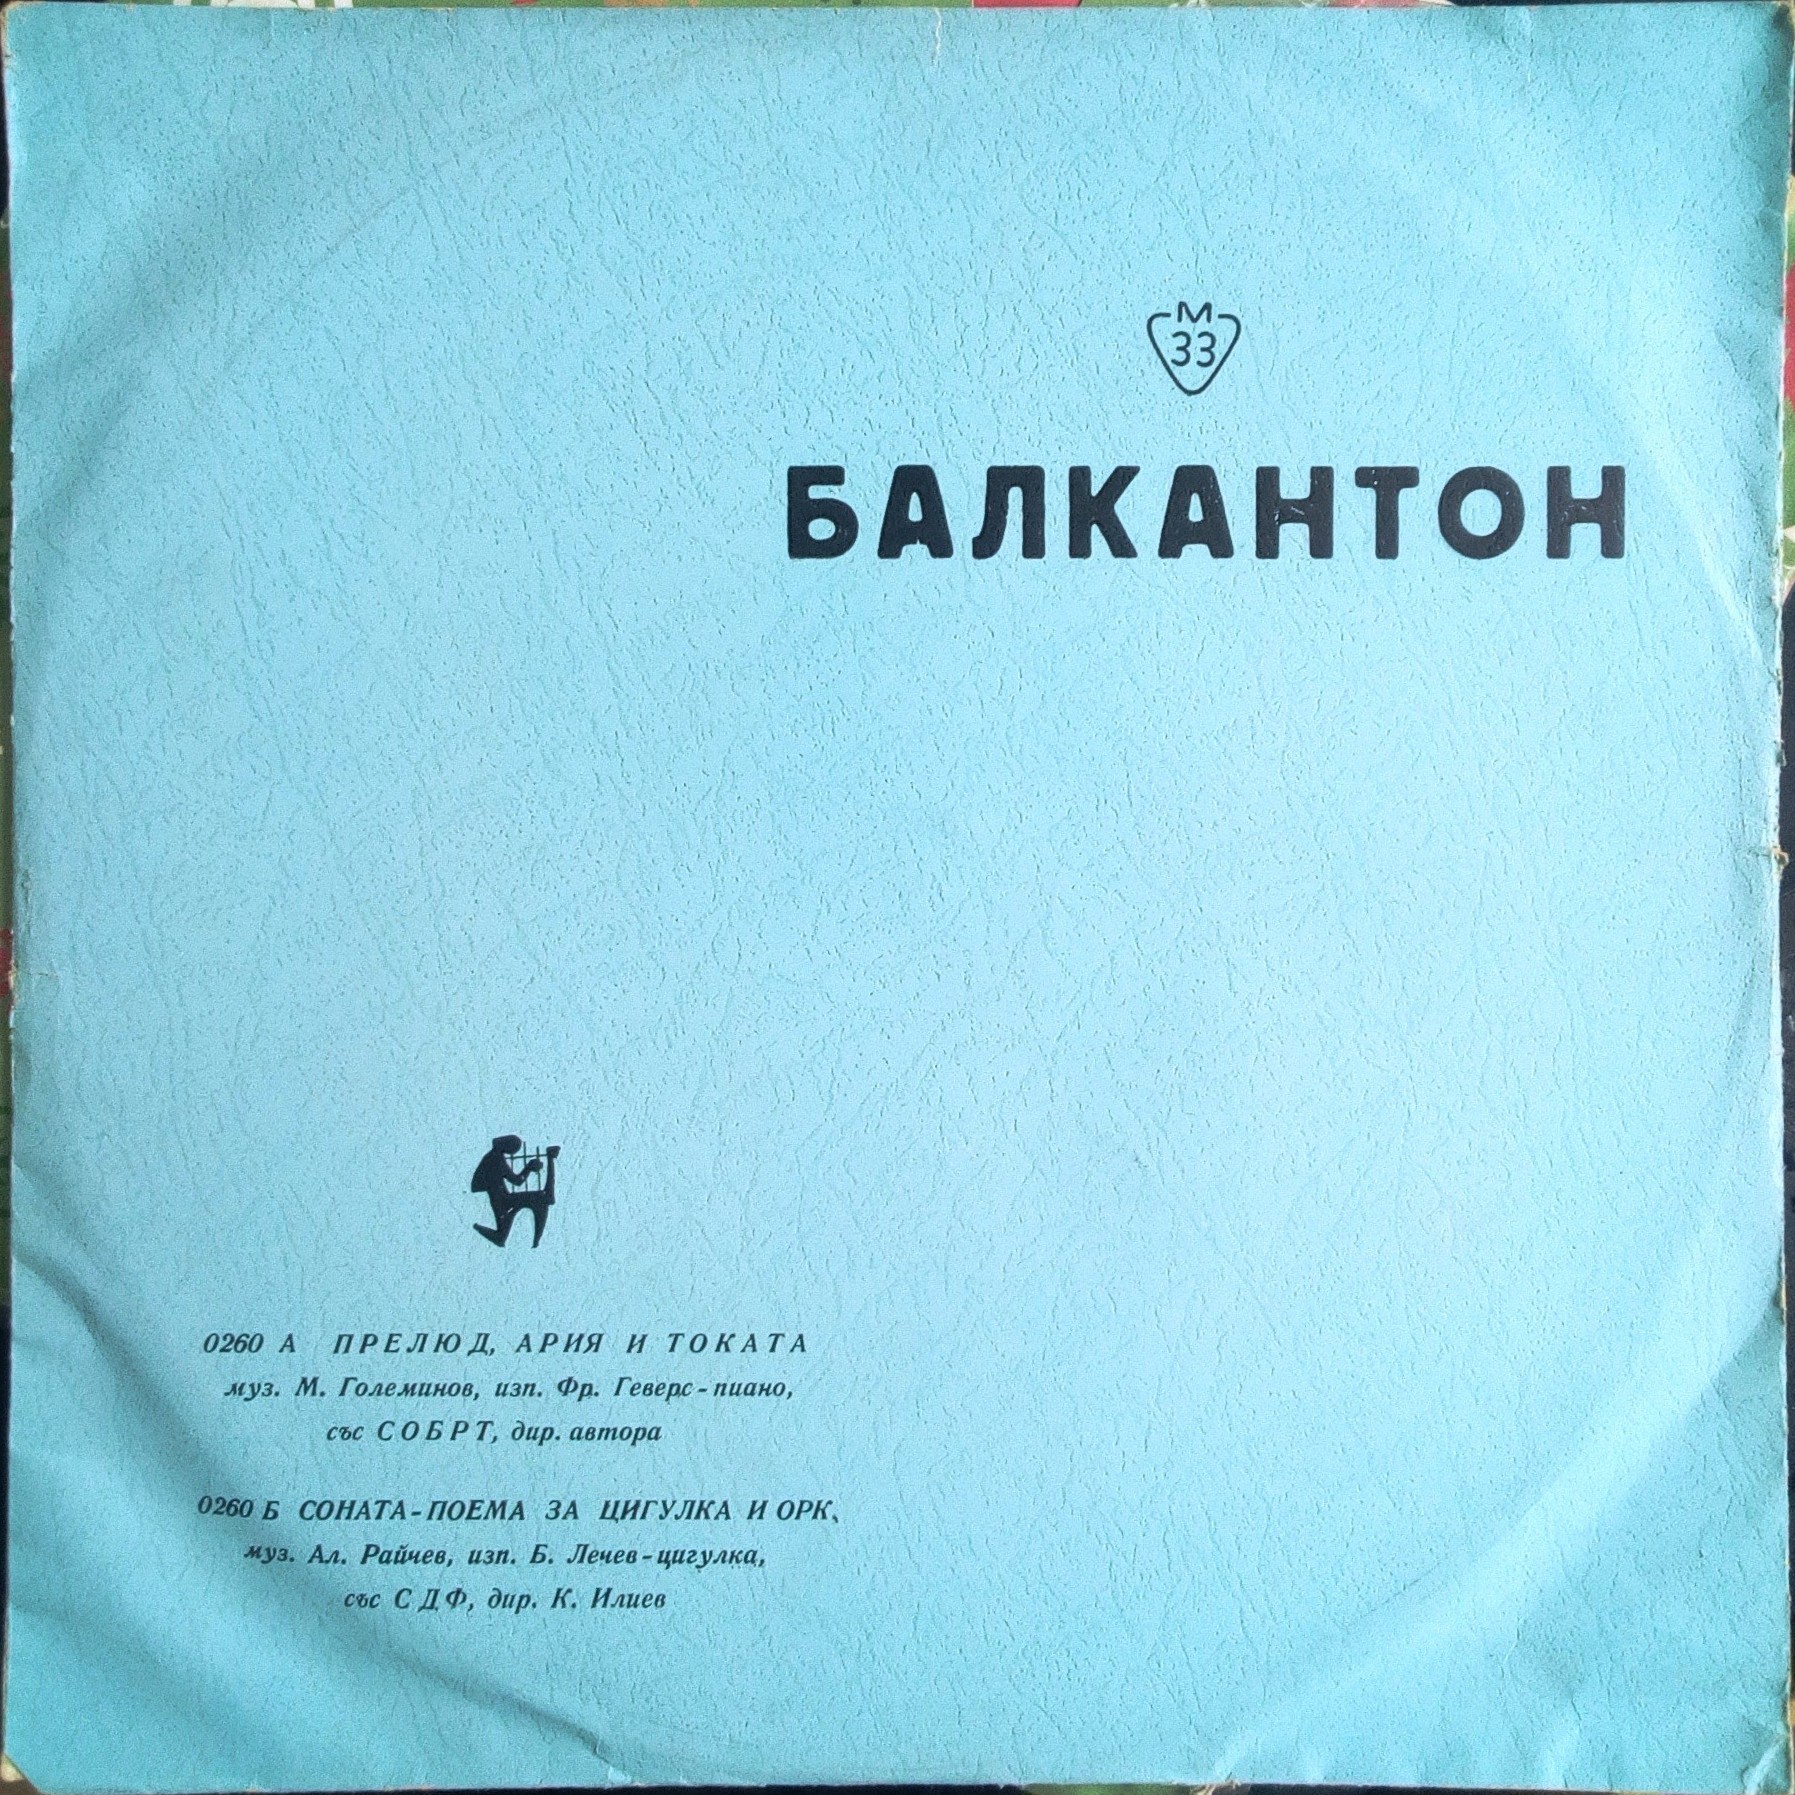 М
33
БАЛКАНТОН
0260 А ПРЕЛЮД, АРИЯ И ТОКАТА
муз. М. Големинов, изп. Фр. Геверс-пиано,
със СОБРТ, дир. автора
0260 Б СОНАТА-ПОЕМА ЗА ЦИГУЛКА И ОРК.
муз. Ал. Райчев, изп. Б. Лечев-цигулка,
със СДФ, дир. К. Илиев